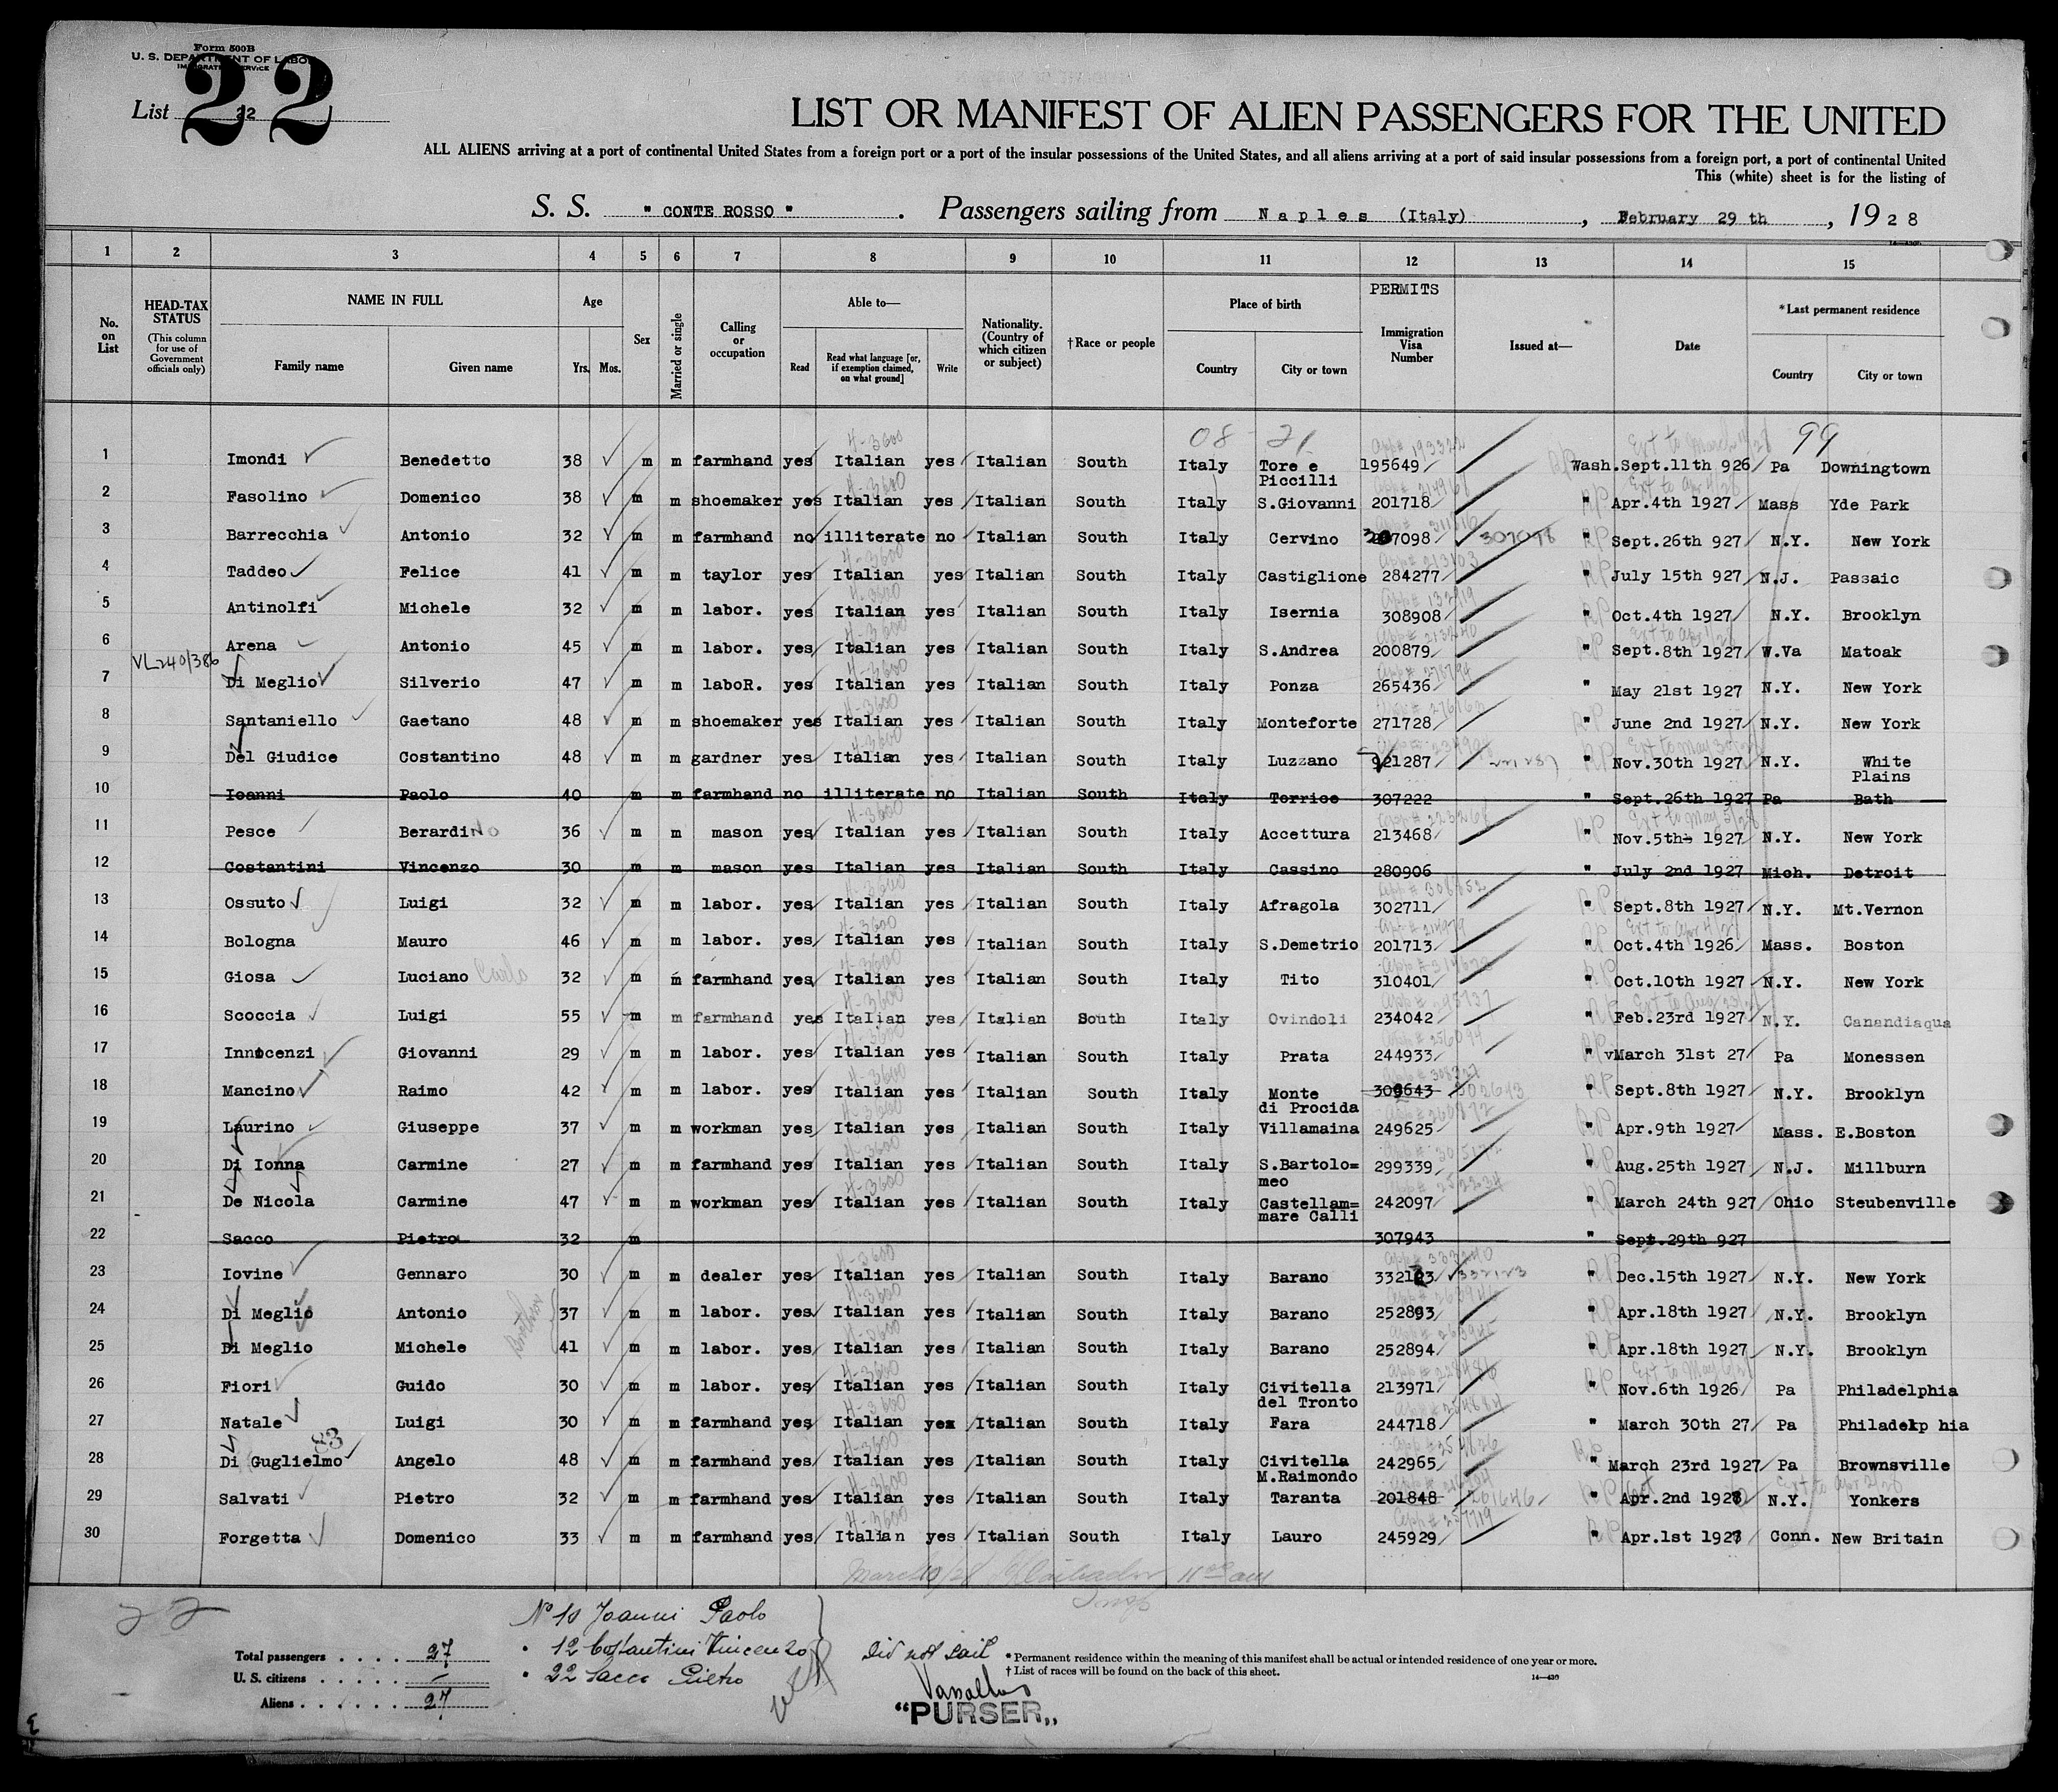 Form 500B
U. S. DEPARTMENT OF LABOR
IMMIGRATION SERVICE
22
List 22
LIST OR MANIFEST OF ALIEN PASSENGERS FOR THE UNITED
ALL ALIENS arriving at a port of continental United States from a foreign port or a port of the insular possessions of the United States, and all aliens arriving at a port of said insular possessions from a foreign port, a port of continental United
This (white) sheet is for the listing of
S. S. " CONTE ROSSO " . Passengers sailing from Naples (Italy) , February 29 th , 1928
1 2 3 4 5 6 7 8 9 10 11 12 13 14 15
No. on List
HEAD-TAX STATUS (This column for use of Government officials only)
NAME IN FULL Family name Given name
Age Yrs. Mos.
Sex
Married or single
Calling or occupation
Able to— Read Read what language [or, if exemption claimed, on what ground] Write
Nationality. (Country of which citizen or subject)
†Race or people
Place of birth Country City or town
PERMITS Immigration Visa Number
Issued at—
Date
*Last permanent residence Country City or town
08 21 99
1 Imondi Benedetto 38 m m farmhand yes Italian yes Italian South Italy Tore e Piccilli 195649 Wash. Sept.11th 926 Pa Downingtown
2 Fasolino Domenico 38 m m shoemaker yes Italian yes Italian South Italy S.Giovanni 201718 " Apr.4th 1927 Mass Yde Park
3 Barrecchia Antonio 32 m m farmhand no illiterate no Italian South Italy Cervino 307098 307098 " Sept.26th 927 N.Y. New York
4 Taddeo Felice 41 m m taylor yes Italian yes Italian South Italy Castiglione 284277 " July 15th 927 N.J. Passaic
5 Antinolfi Michele 32 m m labor. yes Italian yes Italian South Italy Isernia 308908 " Oct.4th 1927 N.Y. Brooklyn
6 Arena Antonio 45 m m labor. yes Italian yes Italian South Italy S.Andrea 200879 " Sept.8th 1927 W.Va Matoak
VL240/386
7 Di Meglio Silverio 47 m m laboR. yes Italian yes Italian South Italy Ponza 265436 " May 21st 1927 N.Y. New York
8 Santaniello Gaetano 48 m m shoemaker yes Italian yes Italian South Italy Monteforte 271728 " June 2nd 1927 N.Y. New York
9 Del Giudice Costantino 48 m m gardner yes Italian yes Italian South Italy Luzzano 921287 221287 " Nov.30th 1927 N.Y. White Plains
10 Ioanni Paolo 40 m m farmhand no illiterate no Italian South Italy Torrice 307222 " Sept.26th 1927 Pa Bath
11 Pesce Berardino 36 m m mason yes Italian yes Italian South Italy Accettura 213468 " Nov.5th- 1927 N.Y. New York
12 Costantini Vincenzo 30 m m mason yes Italian yes Italian South Italy Cassino 280906 " July 2nd 1927 Mich. Detroit
13 Ossuto Luigi 32 m m labor. yes Italian yes Italian South Italy Afragola 302711 " Sept.8th 1927 N.Y. Mt.Vernon
14 Bologna Mauro 46 m m labor. yes Italian yes Italian South Italy S.Demetrio 201713 " Oct.4th 1926 Mass. Boston
15 Giosa Luciano Carlo 32 m m farmhand yes Italian yes Italian South Italy Tito 310401 " Oct.10th 1927 N.Y. New York
16 Scoccia Luigi 55 m m farmhand yes Italian yes Italian South Italy Ovindoli 234042 " Feb.23rd 1927 N.Y. Canandiaqua
17 Innocenzi Giovanni 29 m m labor. yes Italian yes Italian South Italy Prata 244933 " vMarch 31st 27 Pa Monessen
18 Mancino Raimo 42 m m labor. yes Italian yes Italian South Italy Monte di Procida 309643 302643 " Sept.8th 1927 N.Y. Brooklyn
19 Laurino Giuseppe 37 m m workman yes Italian yes Italian South Italy Villamaina 249625 " Apr.9th 1927 Mass. E.Boston
20 Di Ionna Carmine 27 m m farmhand yes Italian yes Italian South Italy S.Bartolo= meo 299339 " Aug.25th 1927 N.J. Millburn
21 De Nicola Carmine 47 m m workman yes Italian yes Italian South Italy Castellam= mare Calli 242097 " March 24th 927 Ohio Steubenville
22 Sacco Pietro 32 m 307943 " Sept.29th 927
23 Iovine Gennaro 30 m m dealer yes Italian yes Italian South Italy Barano 332123 332123 " Dec.15th 1927 N.Y. New York
24 Di Meglio Antonio 37 m m labor. yes Italian yes Italian South Italy Barano 252893 " Apr.18th 1927 N.Y. Brooklyn
Brother
25 Di Meglio Michele 41 m m labor. yes Italian yes Italian South Italy Barano 252894 " Apr.18th 1927 N.Y. Brooklyn
26 Fiori Guido 30 m m labor. yes Italian yes Italian South Italy Civitella del Tronto 213971 " Nov.6th 1926 Pa Philadelphia
27 Natale Luigi 30 m m farmhand yes Italian yes Italian South Italy Fara 244718 " March 30th 27 Pa Philadelp hia
83
28 Di Guglielmo Angelo 48 m m farmhand yes Italian yes Italian South Italy Civitella M.Raimondo 242965 " March 23rd 1927 Pa Brownsville
29 Salvati Pietro 32 m m farmhand yes Italian yes Italian South Italy Taranta 201848 201646 " Apr.2nd 1928 N.Y. Yonkers
30 Forgetta Domenico 33 m m farmhand yes Italian yes Italian South Italy Lauro 245929 " Apr.1st 1927 Conn. New Britain
22
No 10 Joanni Paolo
" 12 Costantini Vincenzo
" 22 Sacco Pietro
Did not sail
Total passengers . . . . 27
U. S. citizens . . . . . –
Aliens . . . . . . 27
* Permanent residence within the meaning of this manifest shall be actual or intended residence of one year or more.
† List of races will be found on the back of this sheet.
14—430
"PURSER"